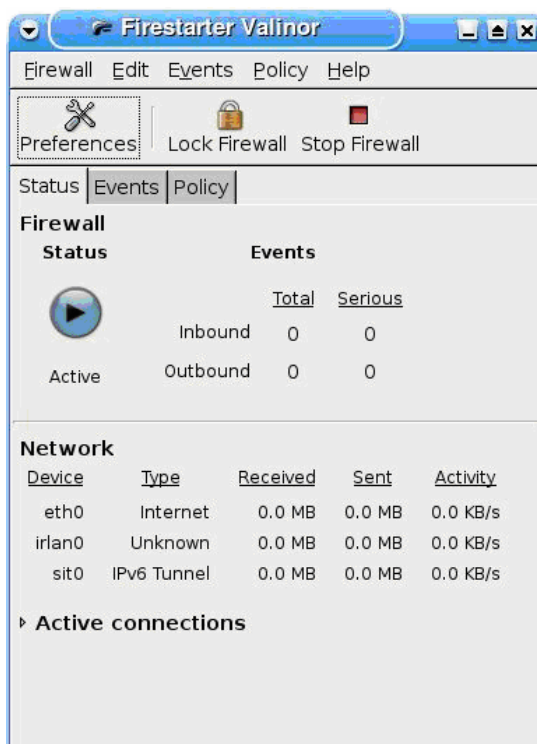 Firestarter Valinor
Firewall Edit Events Policy Help
Preferences Lock Firewall Stop Firewall
Status Events Policy
Firewall
Status Events
Total Serious
Inbound 0 0
Active Outbound 0 0
Network
Device Type Received Sent Activity
eth0 Internet 0.0 MB 0.0 MB 0.0 KB/s
irlan0 Unknown 0.0 MB 0.0 MB 0.0 KB/s
sit0 IPv6 Tunnel 0.0 MB 0.0 MB 0.0 KB/s
Active connections